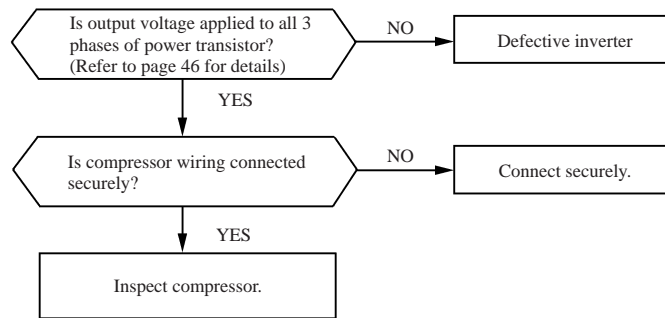 Is output voltage applied to all 3
phases of power transistor?
(Refer to page 46 for details)
NO
Defective inverter
YES
Is compressor wiring connected
securely?
NO
Connect securely.
YES
Inspect compressor.